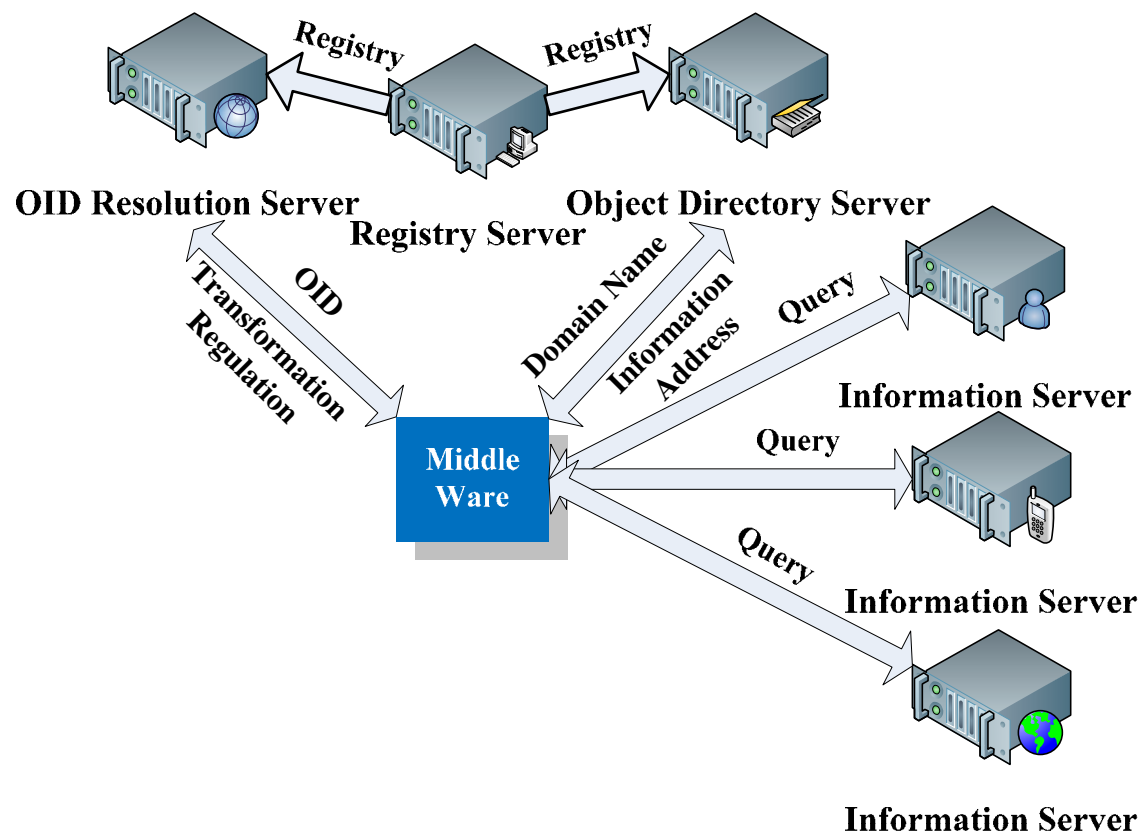 Registry
Registry
OID Resolution Server
Registry Server
Object Directory Server
OID
Transformation
Regulation
Domain Name
Information
Address
Query
Information Server
Middle
Ware
Query
Information Server
Query
Information Server